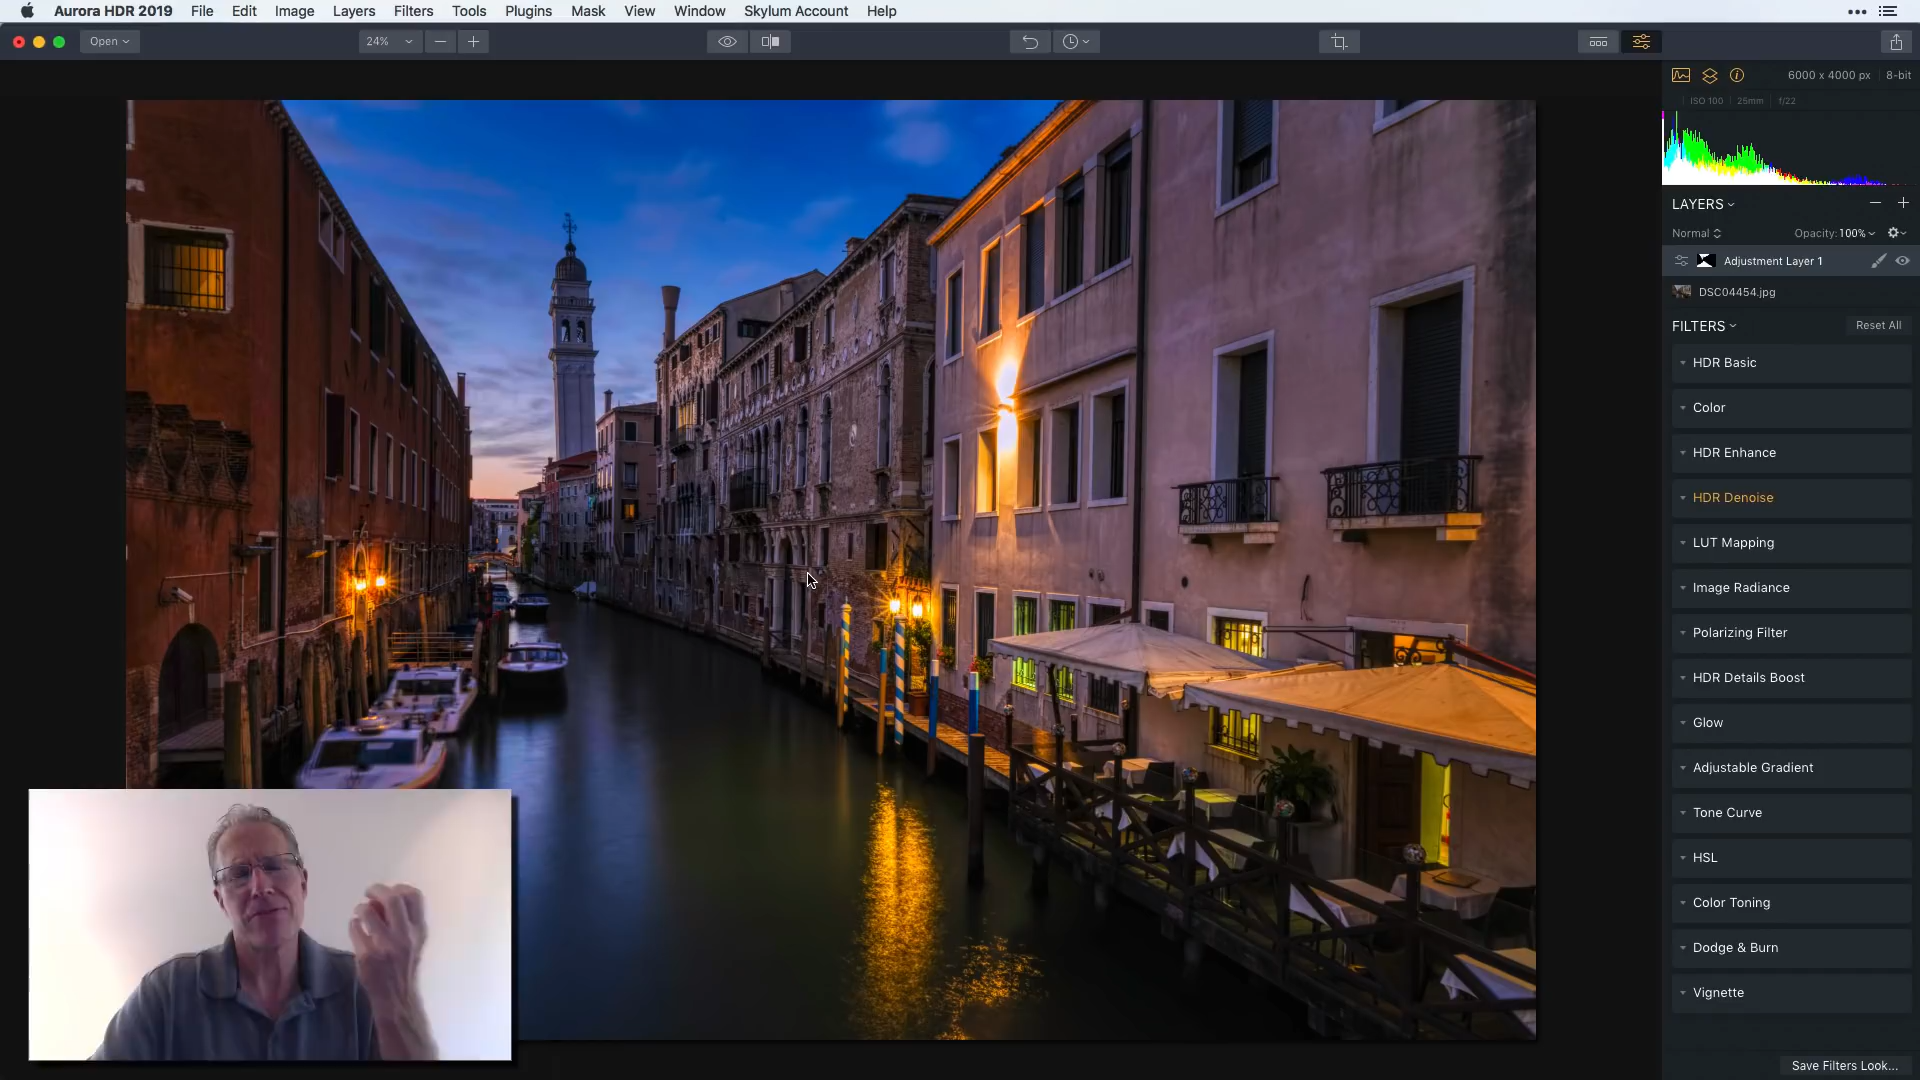 Aurora HDR 2019 File Edit Image Layers Filters Tools Plugins Mask View Window Skylum Account Help
Open 24%
6000 x 4000 px 8-bit
ISO 100 25mm f/22
LAYERS
Normal Opacity: 100%
Adjustment Layer 1
DSC04454.jpg
FILTERS Reset All
HDR Basic
Color
HDR Enhance
HDR Denoise
LUT Mapping
Image Radiance
Polarizing Filter
HDR Details Boost
Glow
Adjustable Gradient
Tone Curve
HSL
Color Toning
Dodge & Burn
Vignette
Save Filters Look...